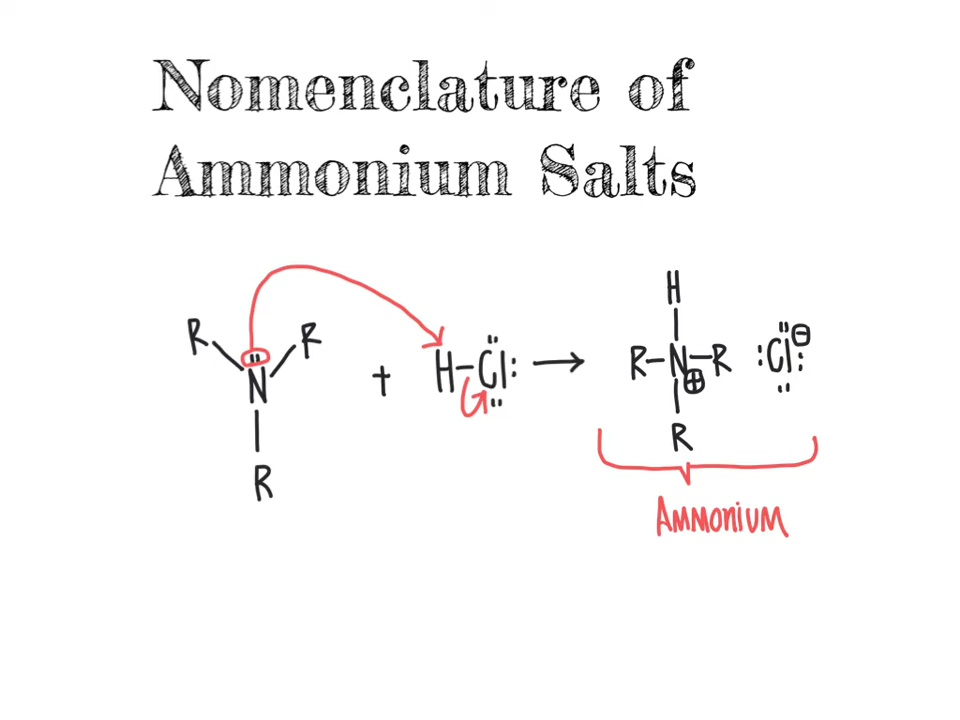 Nomenclature of
Ammonium Salts
R R N R + H-Cl → H R-N-R ⊕ R Cl ⊖
Ammonium